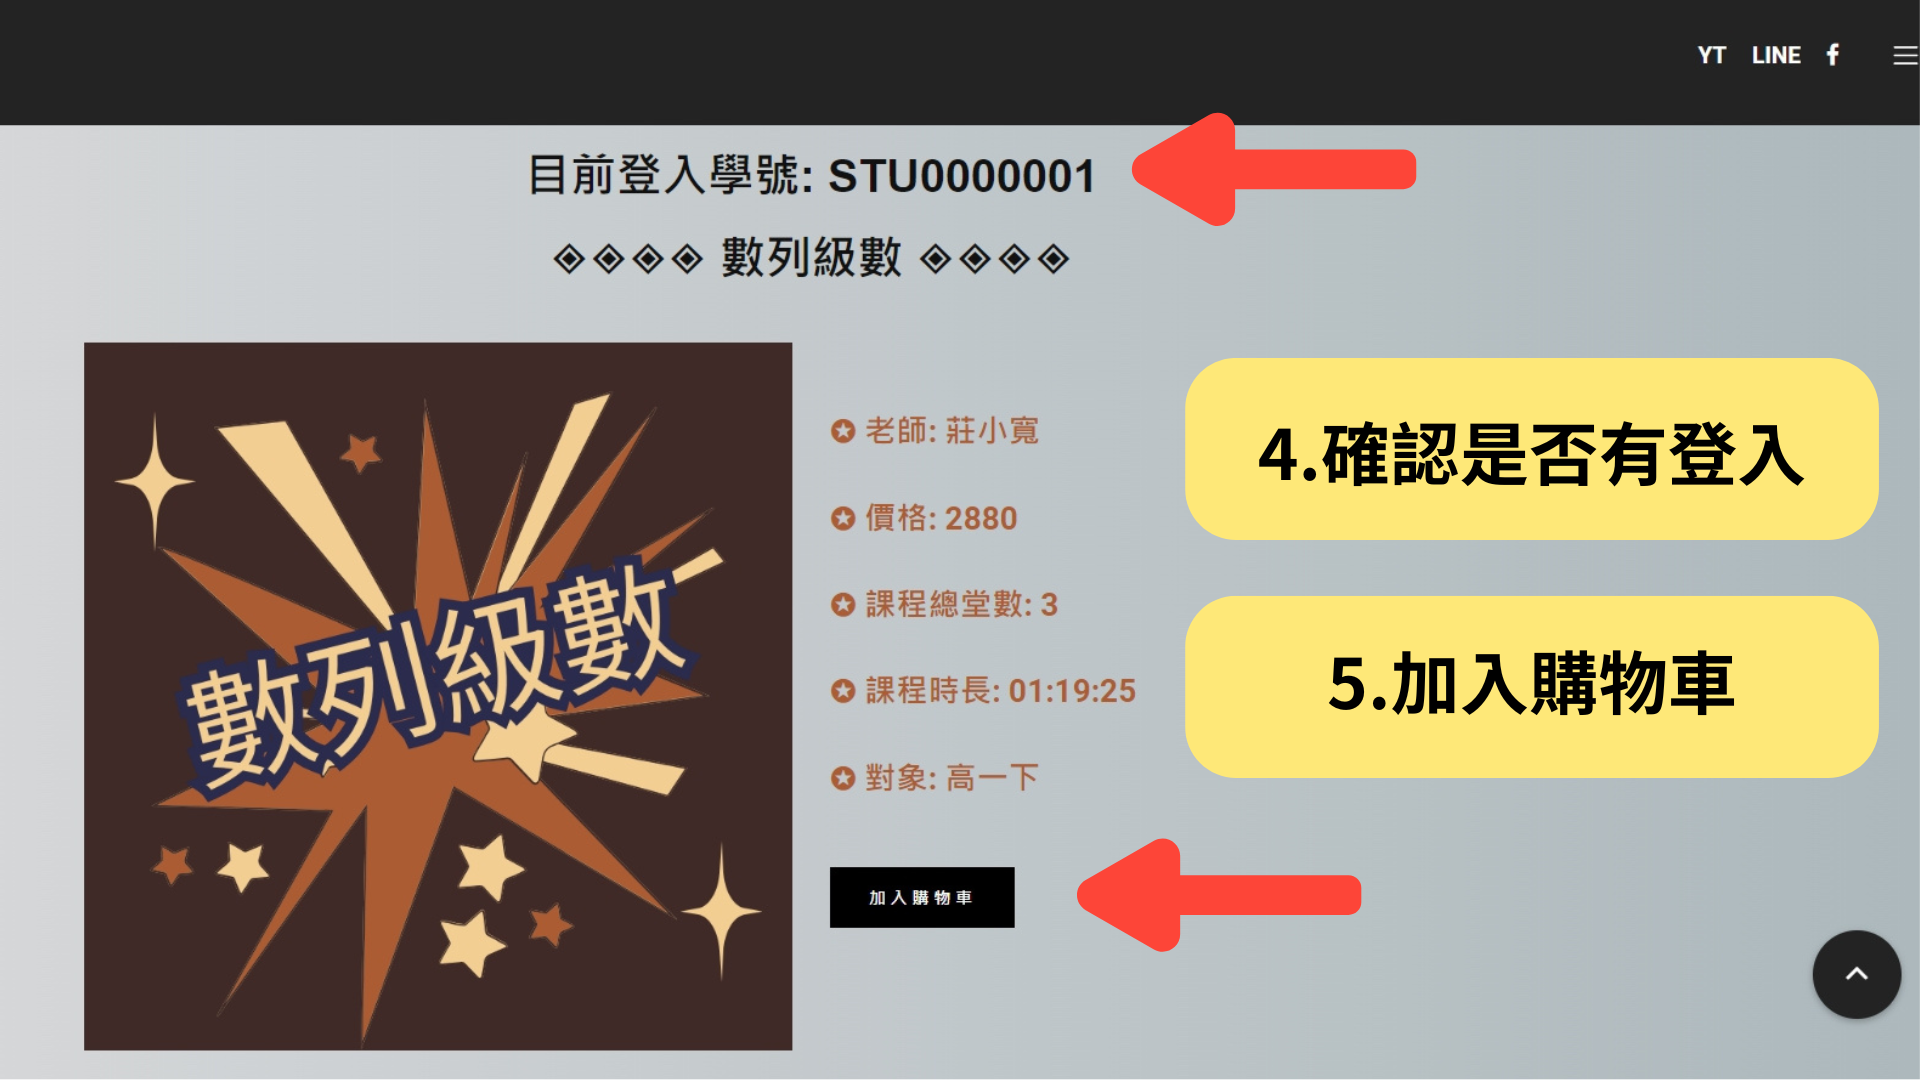 YT LINE f
目前登入學號: STU0000001
◈◈◈◈ 數列級數 ◈◈◈◈
數列級數
✪ 老師: 莊小寬
✪ 價格: 2880
✪ 課程總堂數: 3
✪ 課程時長: 01:19:25
✪ 對象: 高一下
加入購物車
4.確認是否有登入
5.加入購物車